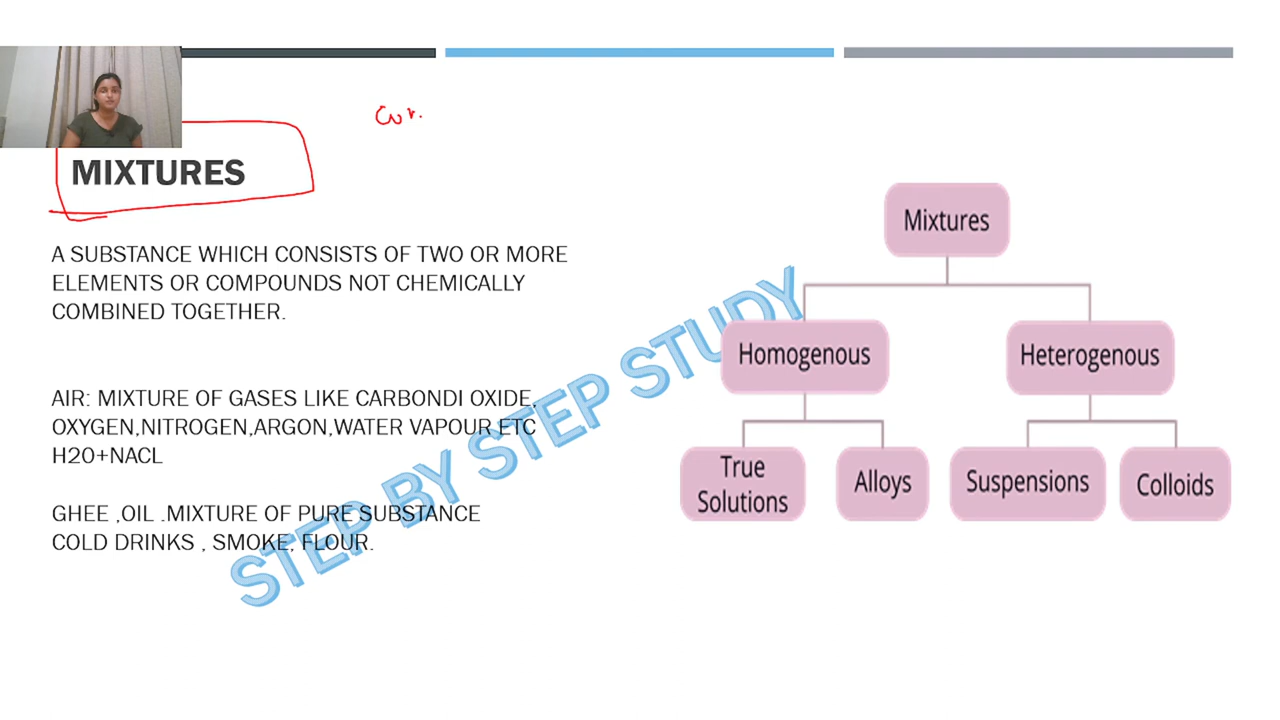 MIXTURES
A SUBSTANCE WHICH CONSISTS OF TWO OR MORE
ELEMENTS OR COMPOUNDS NOT CHEMICALLY
COMBINED TOGETHER.
AIR: MIXTURE OF GASES LIKE CARBONDI OXIDE,
OXYGEN,NITROGEN,ARGON,WATER VAPOUR ETC
H2O+NACL
GHEE ,OIL .MIXTURE OF PURE SUBSTANCE
COLD DRINKS , SMOKE, FLOUR.
STEP BY STEP STUDY
Mixtures
Homogenous
Heterogenous
True
Solutions
Alloys
Suspensions
Colloids